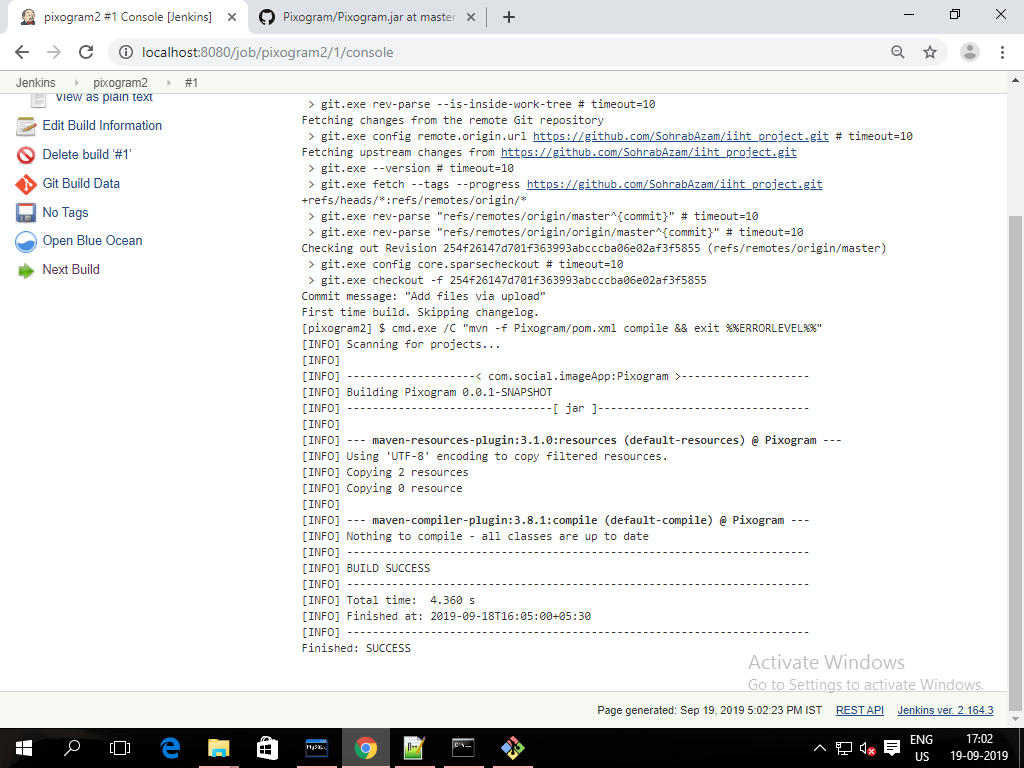 pixogram2 #1 Console [Jenkins]
Pixogram/Pixogram.jar at master
localhost:8080/job/pixogram2/1/console
Jenkins
pixogram2
#1
View as plain text
Edit Build Information
Delete build '#1'
Git Build Data
No Tags
Open Blue Ocean
Next Build
> git.exe rev-parse --is-inside-work-tree # timeout=10
Fetching changes from the remote Git repository
> git.exe config remote.origin.url https://github.com/SohrabAzam/iiht_project.git # timeout=10
Fetching upstream changes from https://github.com/SohrabAzam/iiht_project.git
> git.exe --version # timeout=10
> git.exe fetch --tags --progress https://github.com/SohrabAzam/iiht_project.git
+refs/heads/*:refs/remotes/origin/*
> git.exe rev-parse "refs/remotes/origin/master^{commit}" # timeout=10
> git.exe rev-parse "refs/remotes/origin/origin/master^{commit}" # timeout=10
Checking out Revision 254f26147d701f363993abcccba06e02af3f5855 (refs/remotes/origin/master)
> git.exe config core.sparsecheckout # timeout=10
> git.exe checkout -f 254f26147d701f363993abcccba06e02af3f5855
Commit message: "Add files via upload"
First time build. Skipping changelog.
[pixogram2] $ cmd.exe /C "mvn -f Pixogram/pom.xml compile && exit %%ERRORLEVEL%%"
[INFO] Scanning for projects...
[INFO]
[INFO] --------------------< com.social.imageApp:Pixogram >--------------------
[INFO] Building Pixogram 0.0.1-SNAPSHOT
[INFO] --------------------------------[ jar ]---------------------------------
[INFO]
[INFO] --- maven-resources-plugin:3.1.0:resources (default-resources) @ Pixogram ---
[INFO] Using 'UTF-8' encoding to copy filtered resources.
[INFO] Copying 2 resources
[INFO] Copying 0 resource
[INFO]
[INFO] --- maven-compiler-plugin:3.8.1:compile (default-compile) @ Pixogram ---
[INFO] Nothing to compile - all classes are up to date
[INFO] ------------------------------------------------------------------------
[INFO] BUILD SUCCESS
[INFO] ------------------------------------------------------------------------
[INFO] Total time:  4.360 s
[INFO] Finished at: 2019-09-18T16:05:00+05:30
[INFO] ------------------------------------------------------------------------
Finished: SUCCESS
Activate Windows
Go to Settings to activate Windows.
Page generated: Sep 19, 2019 5:02:23 PM IST
REST API
Jenkins ver. 2.164.3
MySQL
ENG
US
17:02
19-09-2019